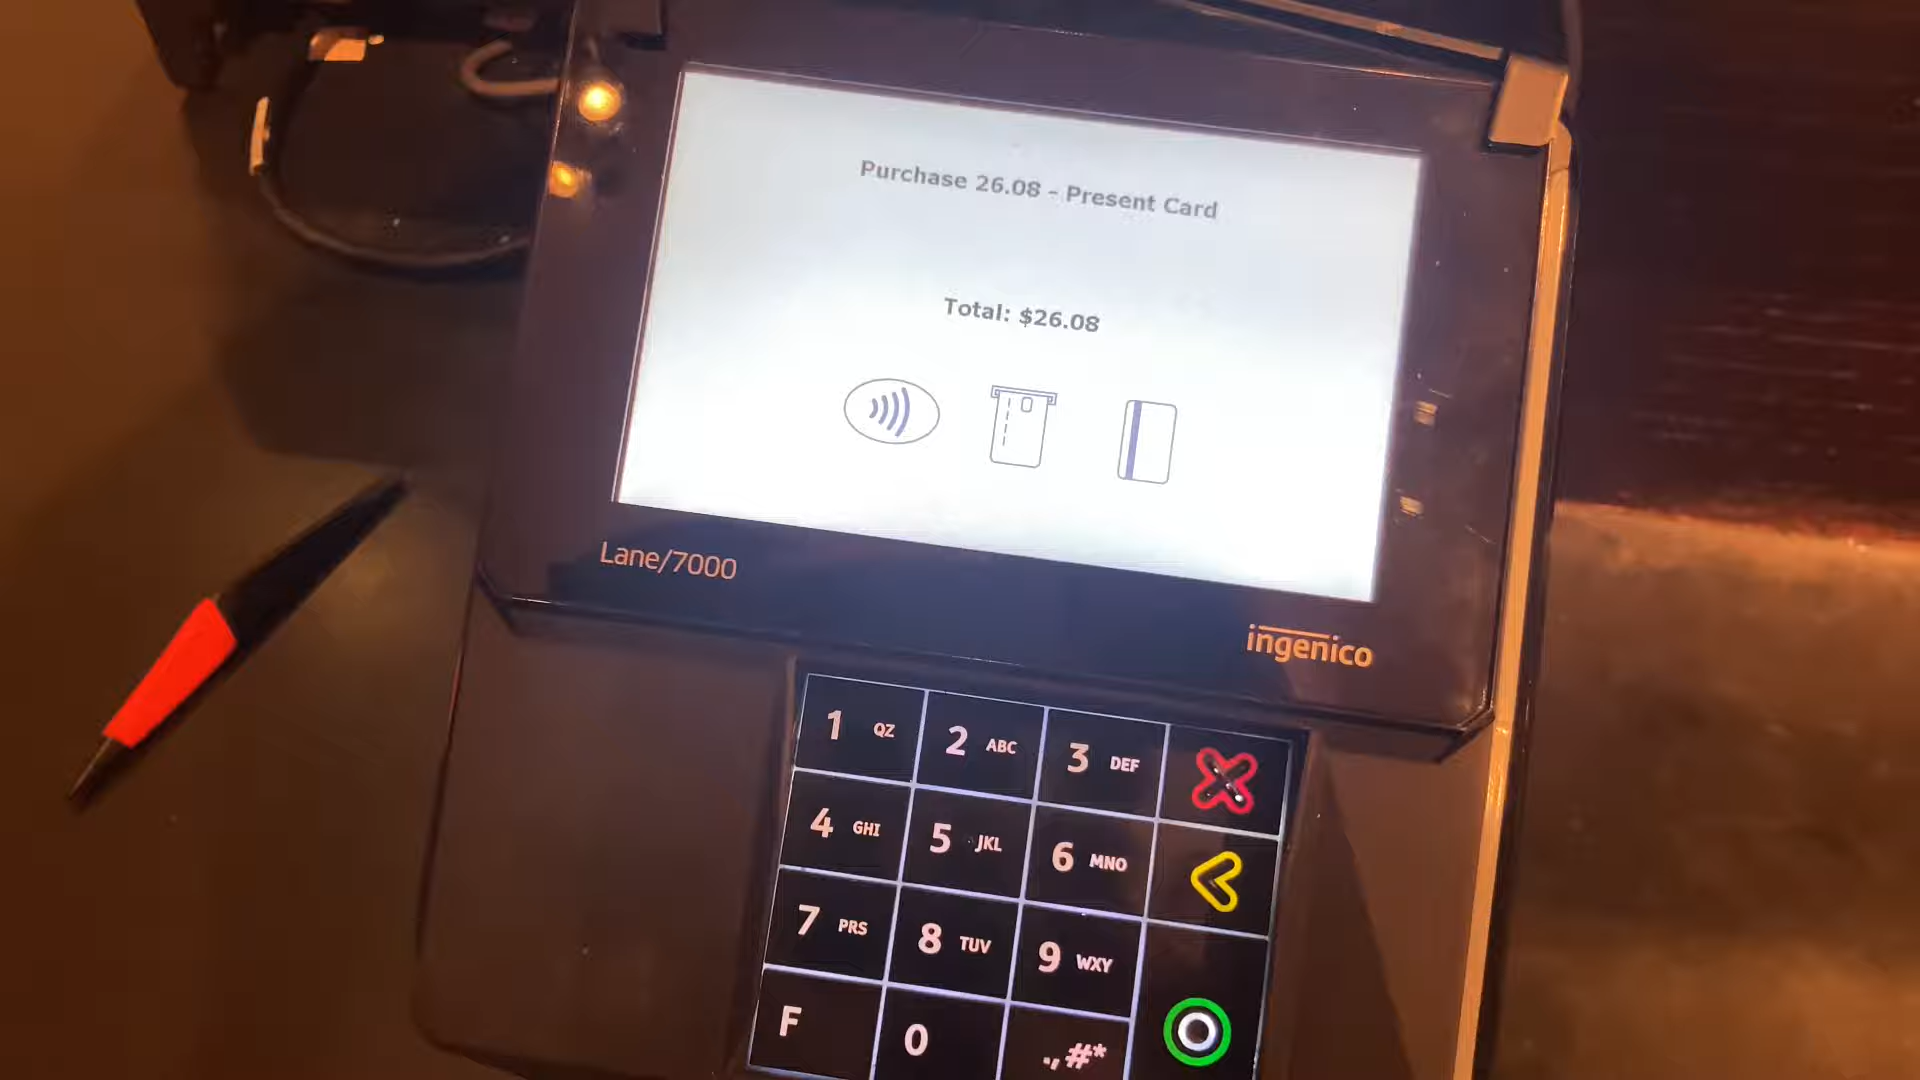 Purchase 26.08 - Present Card
Total: $26.08
Lane/7000
ingenico
1 QZ
2 ABC
3 DEF
4 GHI
5 JKL
6 MNO
7 PRS
8 TUV
9 WXY
F
0
.,#*